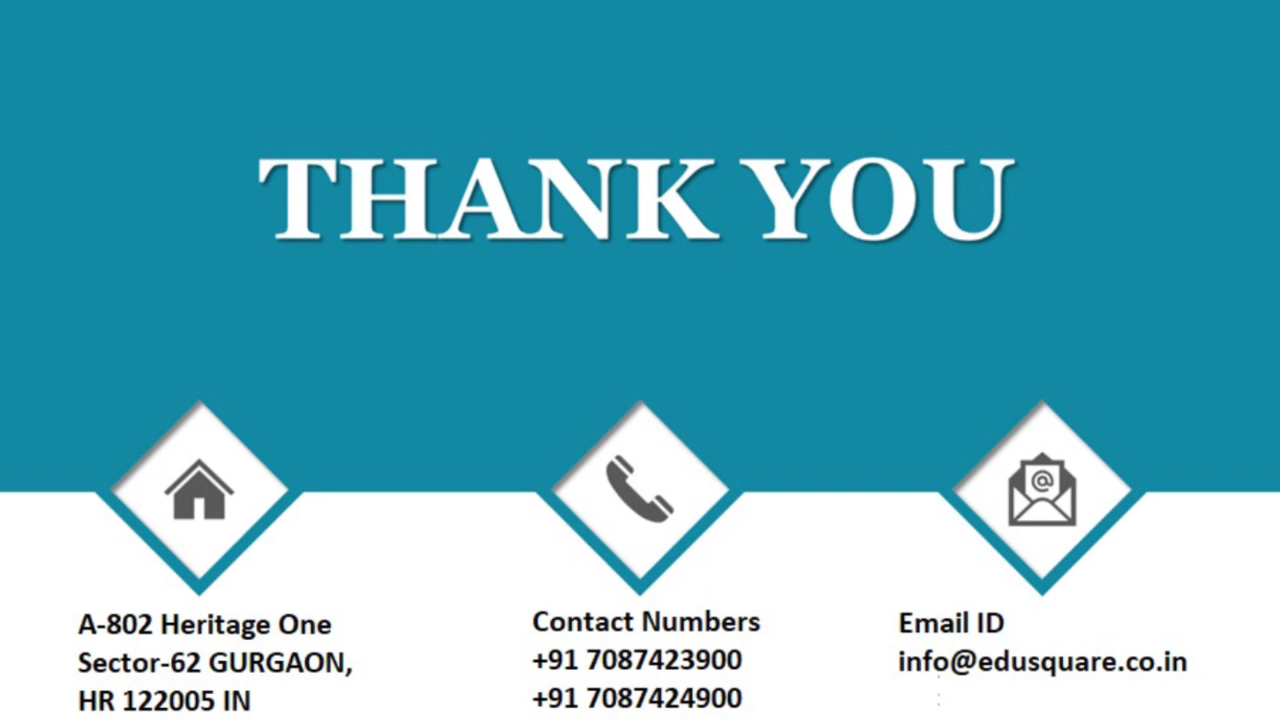 THANK YOU
A-802 Heritage One
Sector-62 GURGAON,
HR 122005 IN
Contact Numbers
+91 7087423900
+91 7087424900
Email ID
info@edusquare.co.in